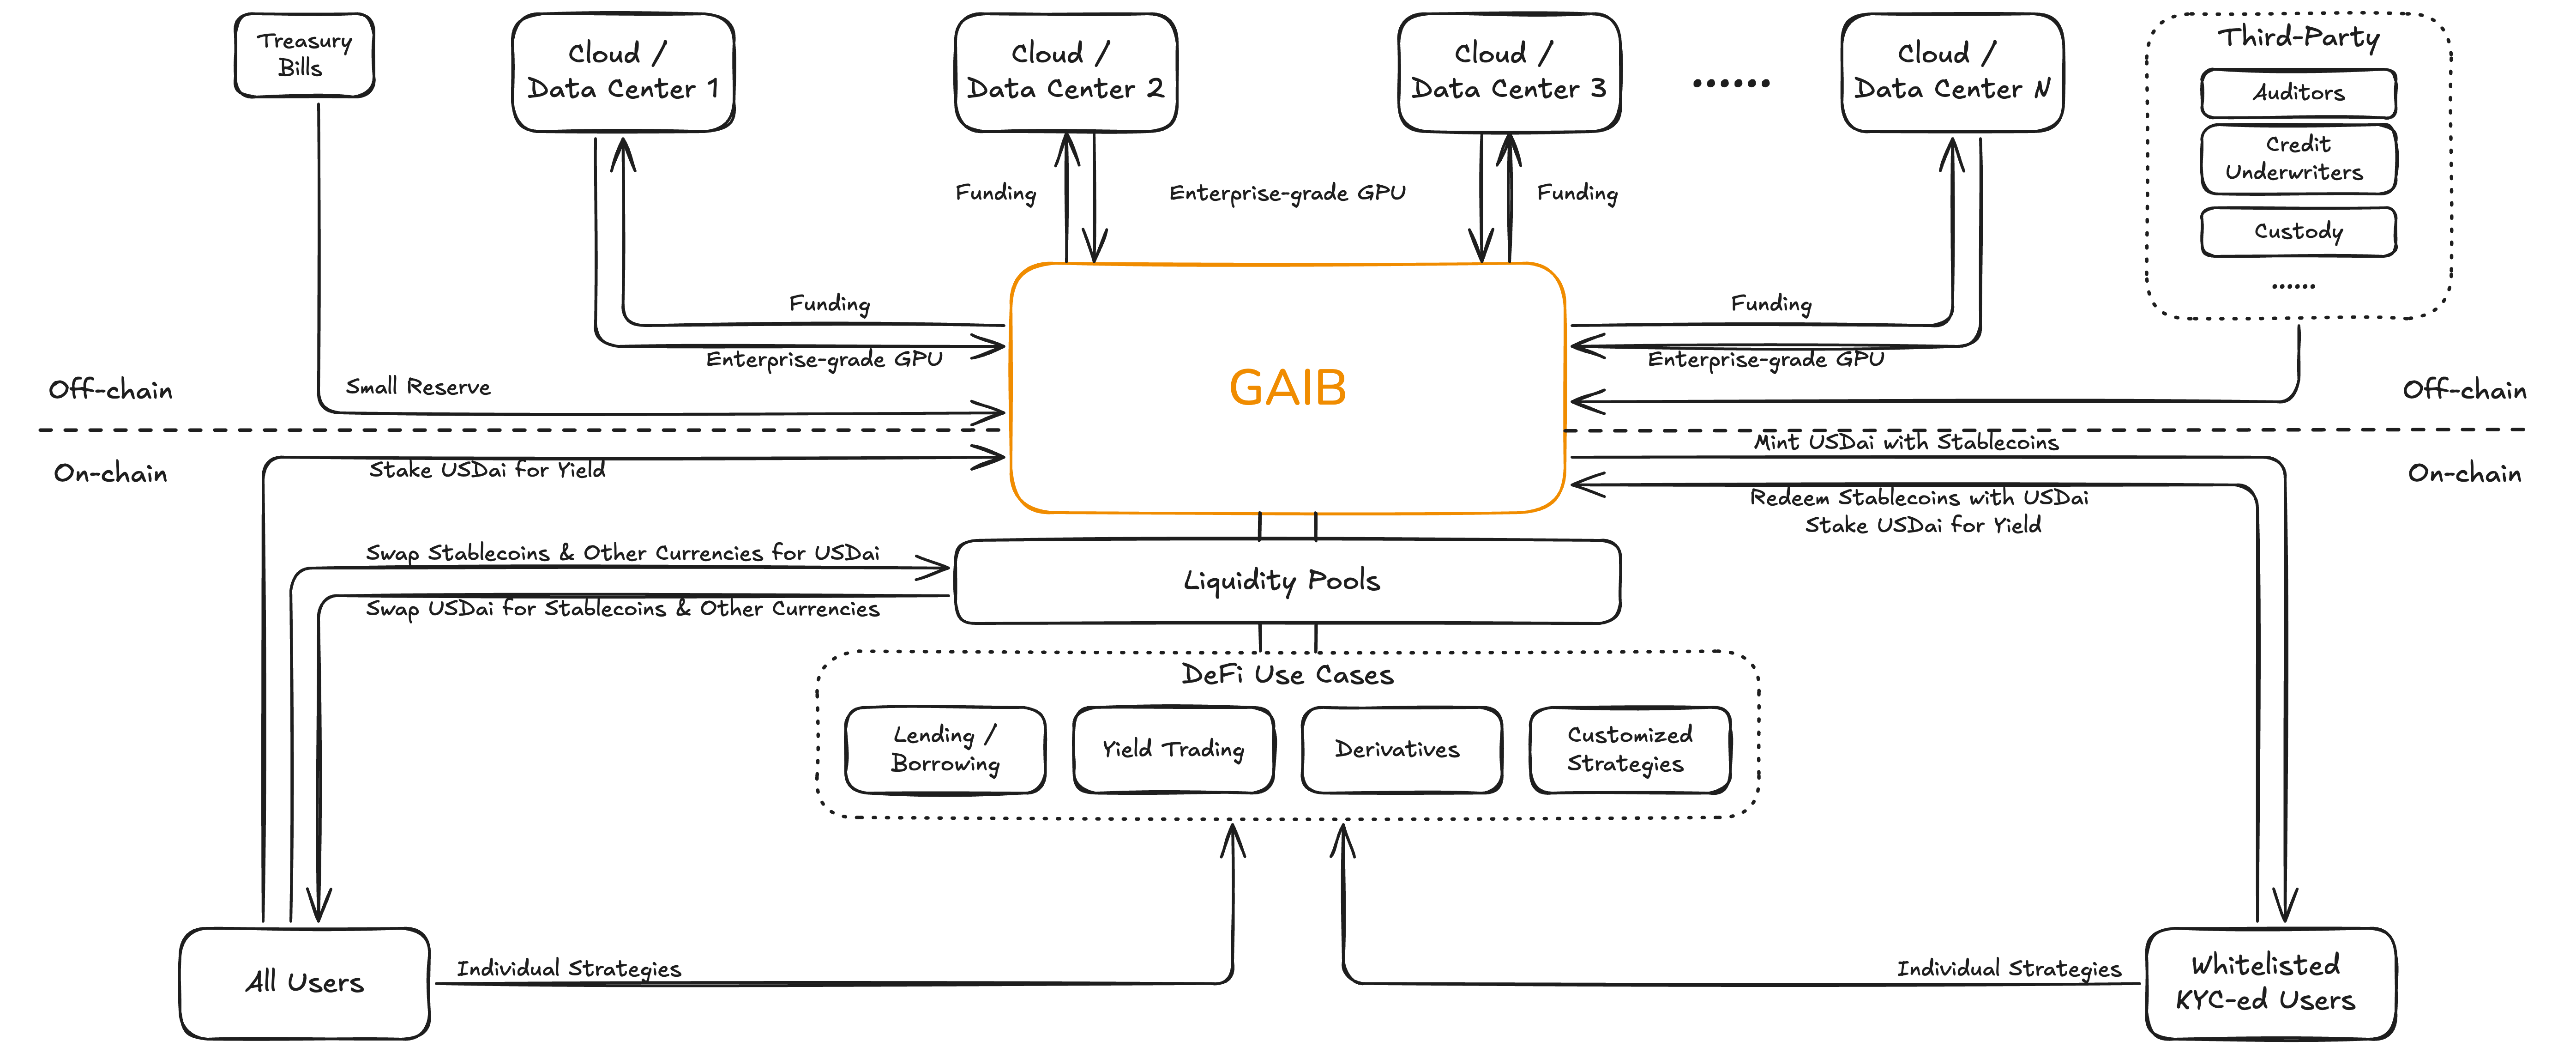 Treasury
Bills
Cloud /
Data Center 1
Cloud /
Data Center 2
Cloud /
Data Center 3
......
Cloud /
Data Center N
Third-Party
Auditors
Credit
Underwriters
Custody
......
Funding
Enterprise-grade GPU
Funding
Funding
Enterprise-grade GPU
Funding
Enterprise-grade GPU
Small Reserve
GAIB
Off-chain
Off-chain
On-chain
On-chain
Stake USDai for Yield
Mint USDai with Stablecoins
Redeem Stablecoins with USDai
Stake USDai for Yield
Swap Stablecoins & Other Currencies for USDai
Swap USDai for Stablecoins & Other Currencies
Liquidity Pools
DeFi Use Cases
Lending /
Borrowing
Yield Trading
Derivatives
Customized
Strategies
All Users
Individual Strategies
Individual Strategies
Whitelisted
KYC-ed Users